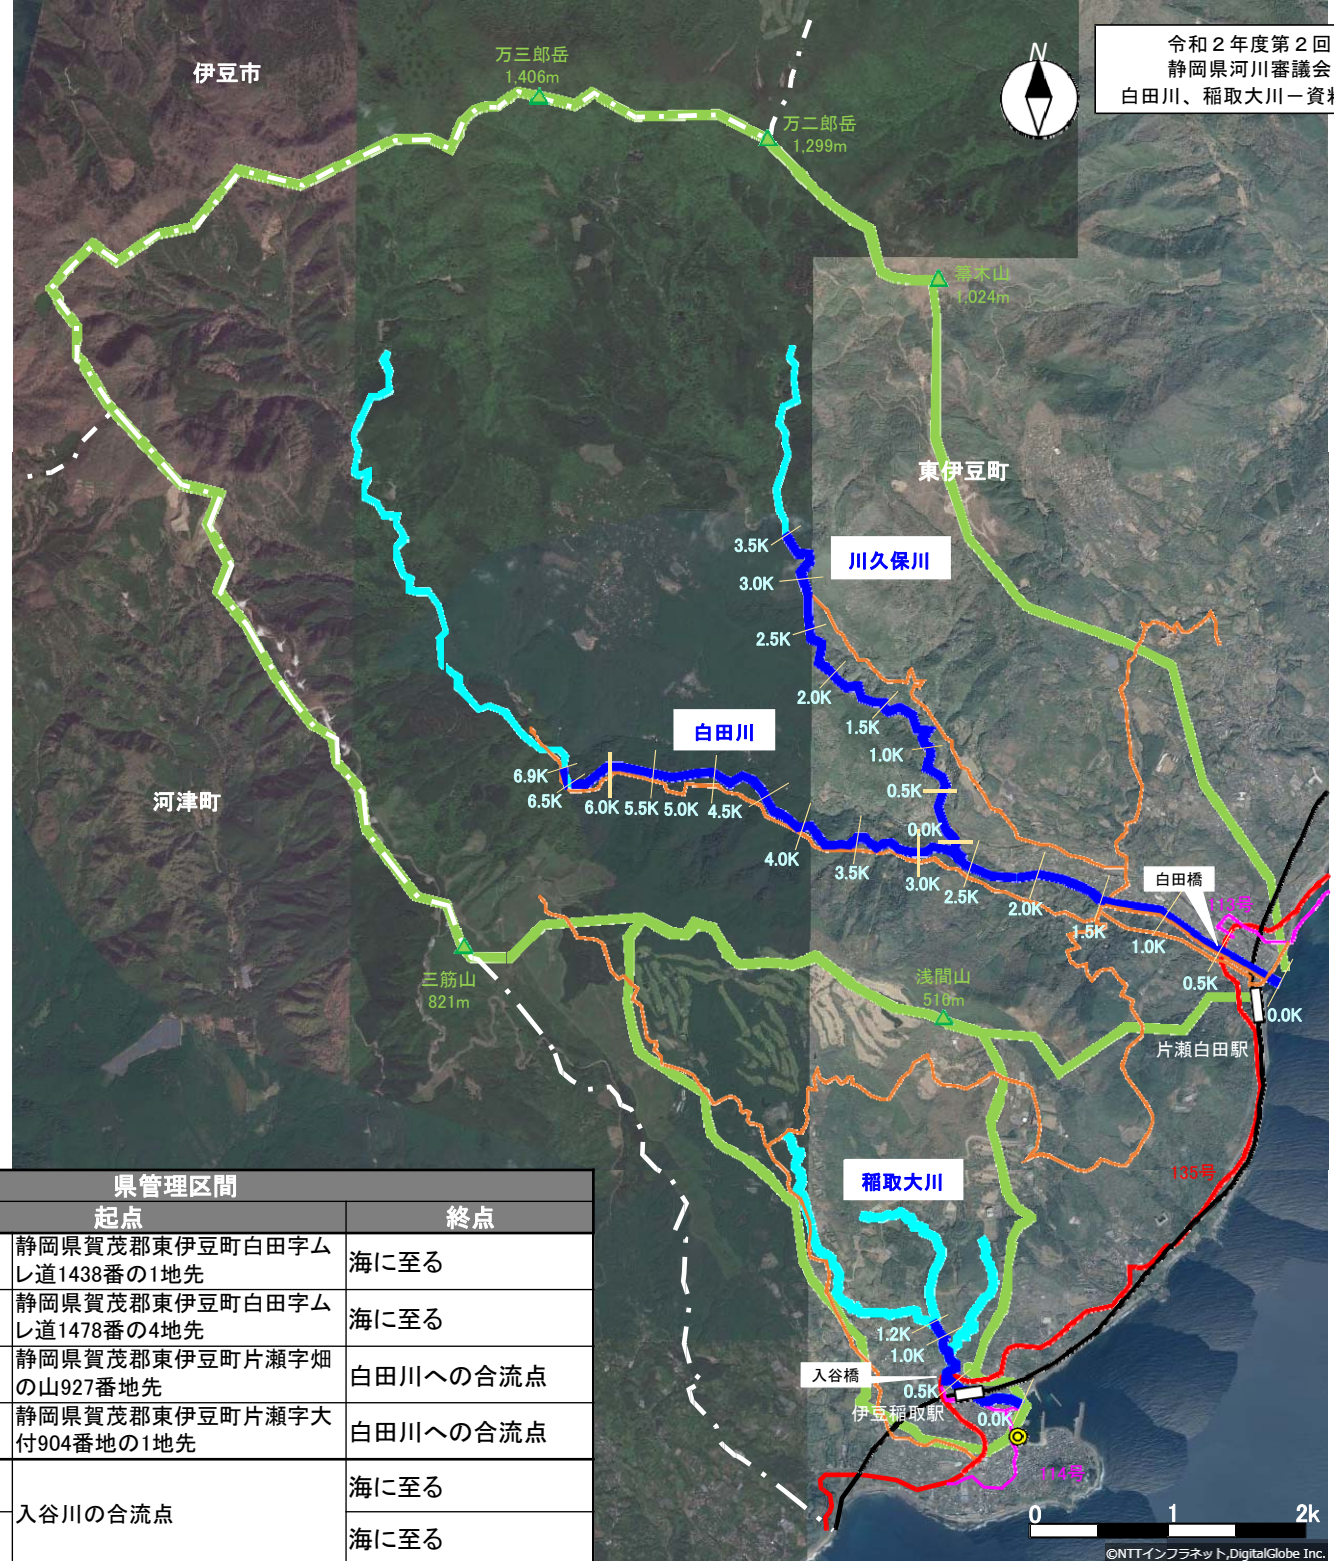 令和２年度第２回
静岡県河川審議会
白田川、稲取大川－資料
N
伊豆市
万三郎岳
1,406m
万二郎岳
1,299m
箒木山
1,024m
東伊豆町
川久保川
3.5K
3.0K
2.5K
2.0K
1.5K
1.0K
0.5K
0.0K
白田川
6.9K
6.5K
6.0K
5.5K
5.0K
4.5K
4.0K
3.5K
3.0K
2.5K
2.0K
1.5K
1.0K
0.5K
0.0K
河津町
白田橋
113号
三筋山
821m
浅間山
516m
片瀬白田駅
135号
稲取大川
1.2K
1.0K
入谷橋
0.5K
伊豆稲取駅
0.0K
114号
県管理区間
起点
終点
静岡県賀茂郡東伊豆町白田字ム
レ道1438番の1地先
海に至る
静岡県賀茂郡東伊豆町白田字ム
レ道1478番の4地先
海に至る
静岡県賀茂郡東伊豆町片瀬字畑
の山927番地先
白田川への合流点
静岡県賀茂郡東伊豆町片瀬字大
付904番地の1地先
白田川への合流点
入谷川の合流点
海に至る
海に至る
0 1 2k
©NTTインフラネット,DigitalGlobe Inc.